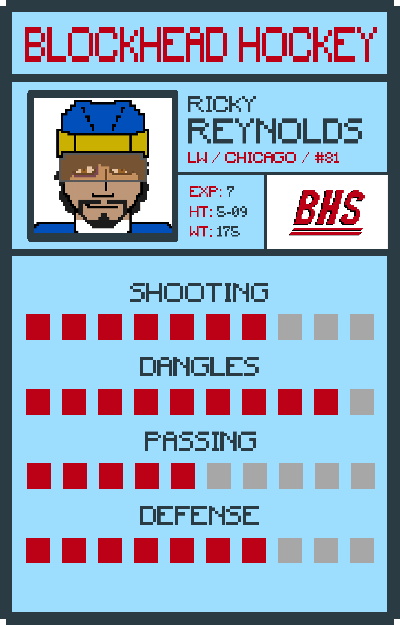 BLOCKHEAD HOCKEY
RICKY
REYNOLDS
LW / CHICAGO / #81
EXP: 7
HT: 5-09
WT: 175
BHS
SHOOTING
DANGLES
PASSING
DEFENSE